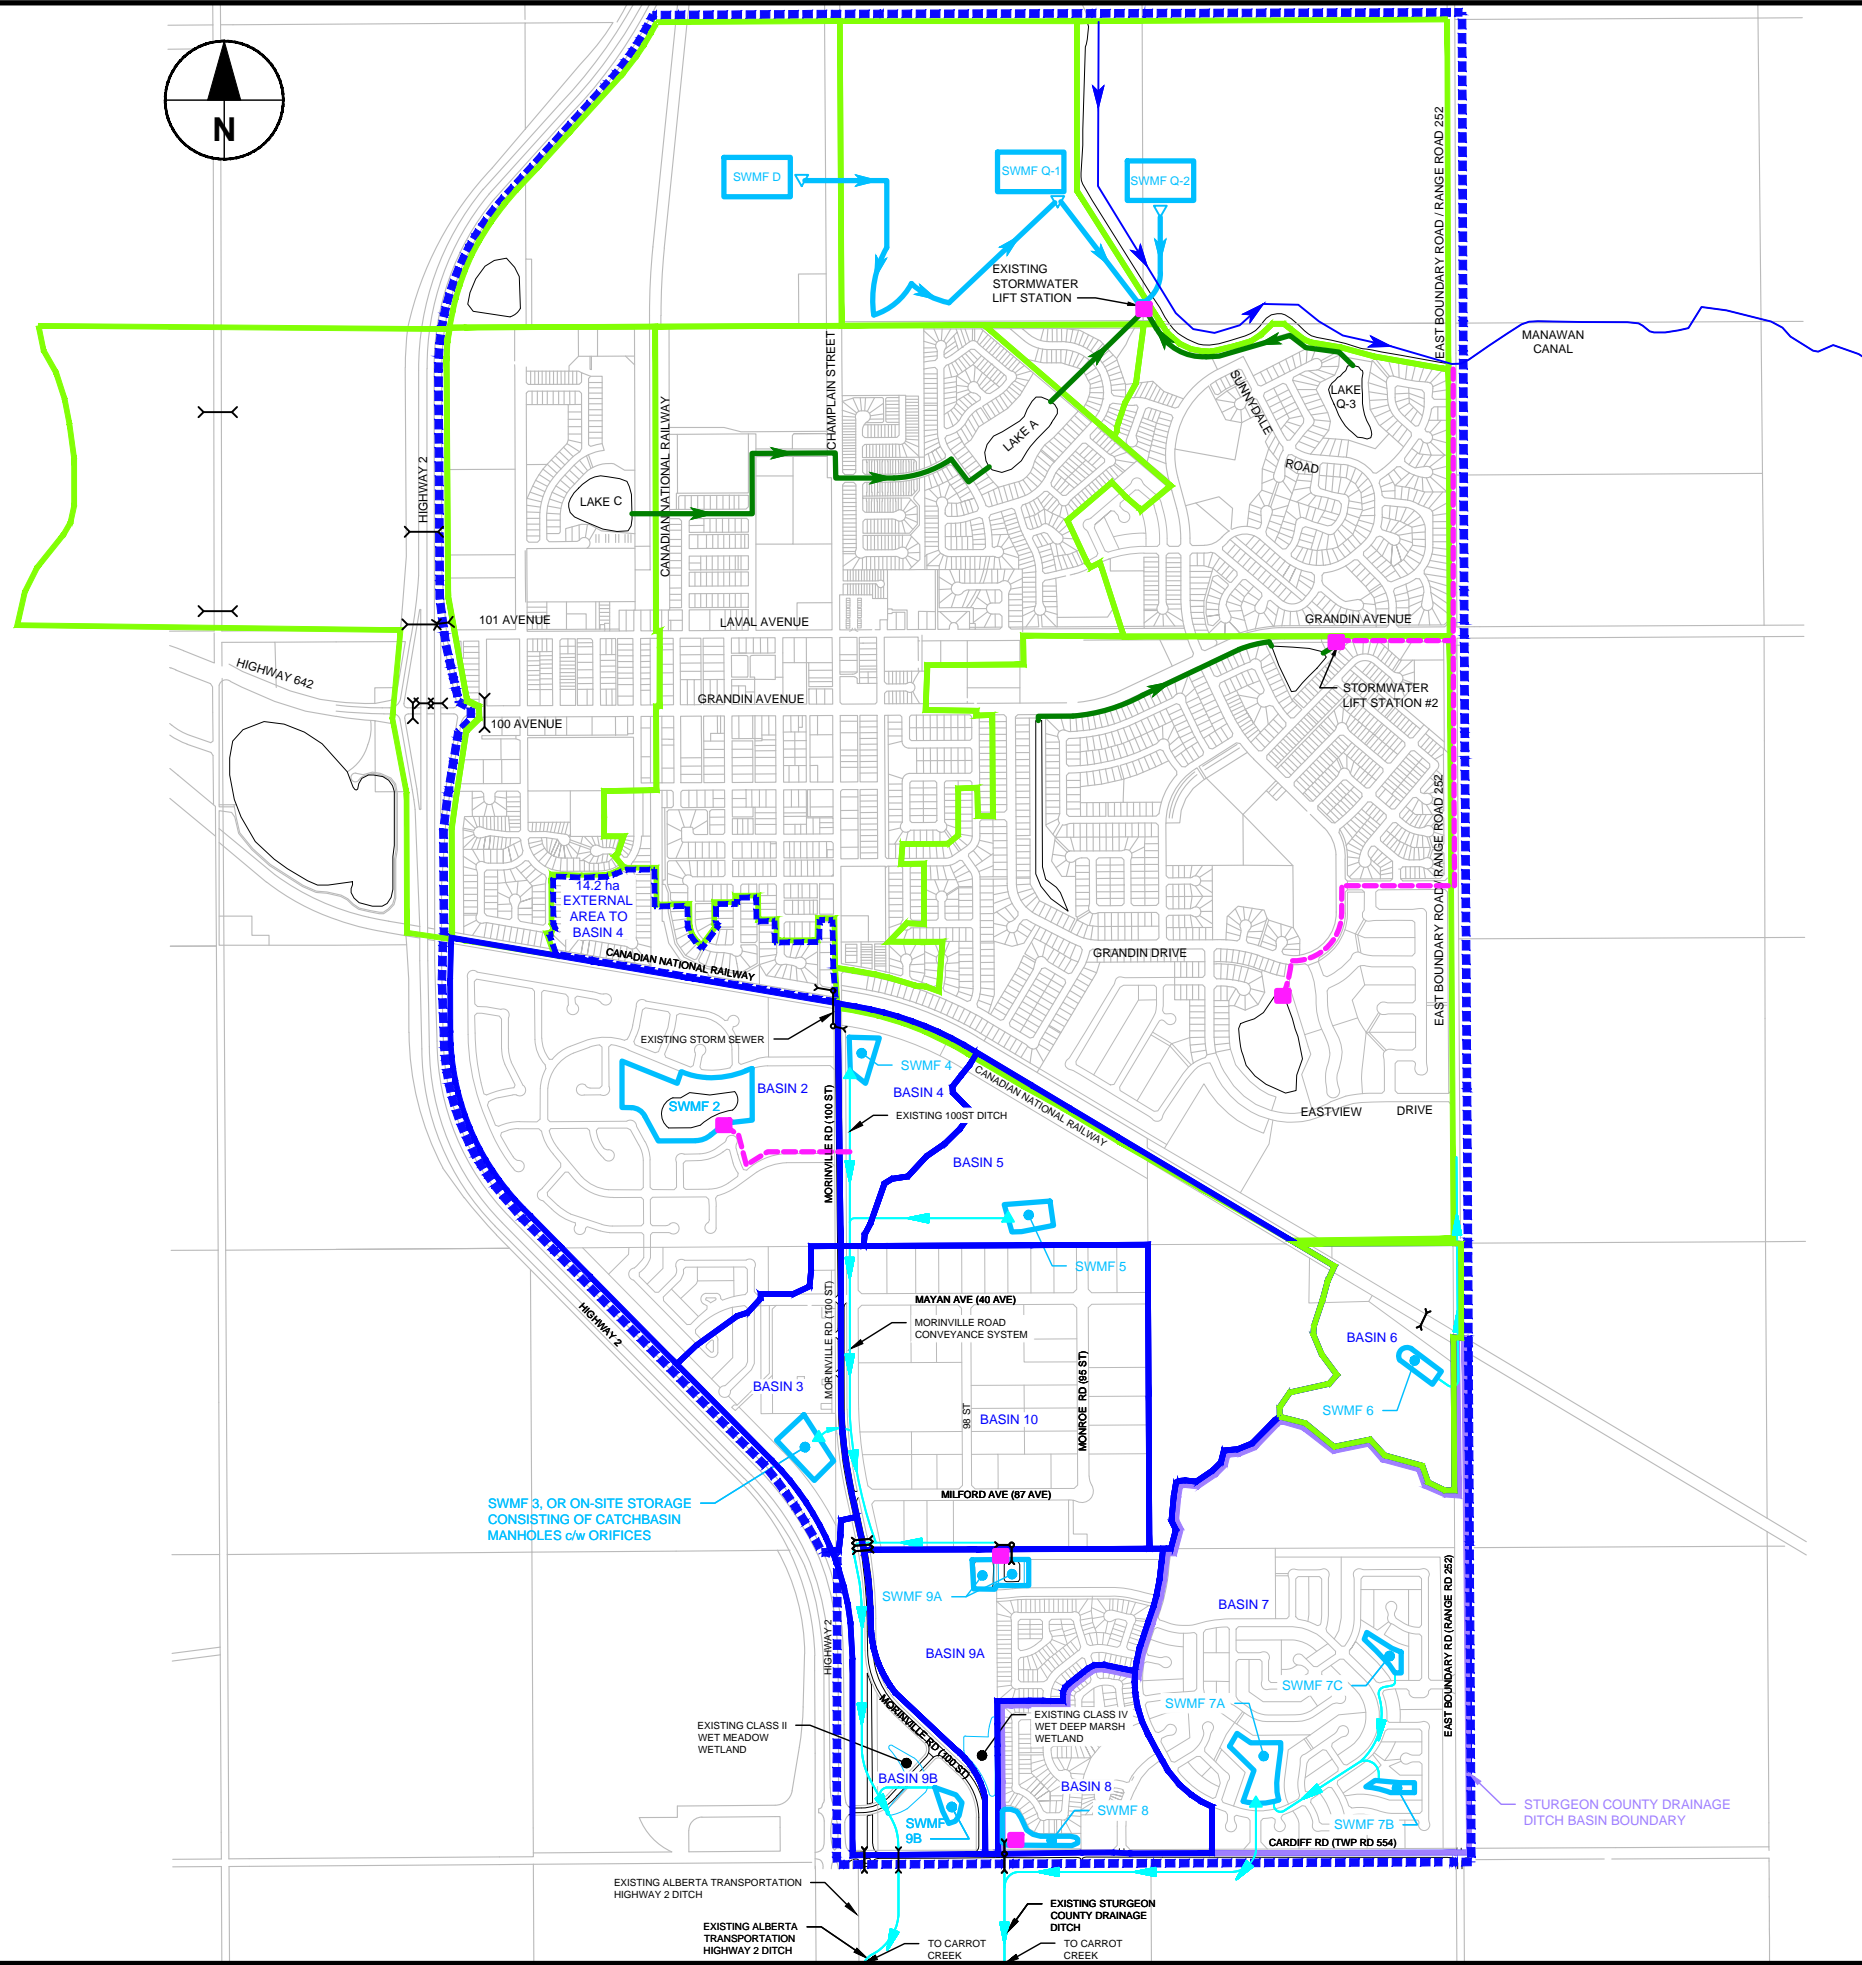 N
SWMF D
SWMF Q-1
SWMF Q-2
EAST BOUNDARY ROAD / RANGE ROAD 252
EXISTING
STORMWATER
LIFT STATION
MANAWAN
CANAL
CHAMPLAIN STREET
CANADIAN NATIONAL RAILWAY
HIGHWAY 2
SUNNYDALE
ROAD
LAKE
Q-3
LAKE A
LAKE C
101 AVENUE
LAVAL AVENUE
GRANDIN AVENUE
HIGHWAY 642
GRANDIN AVENUE
100 AVENUE
STORMWATER
LIFT STATION #2
EAST BOUNDARY ROAD / RANGE ROAD 252
14.2 ha
EXTERNAL
AREA TO
BASIN 4
CANADIAN NATIONAL RAILWAY
GRANDIN DRIVE
EXISTING STORM SEWER
SWMF 4
BASIN 2
BASIN 4
SWMF 2
MORINVILLE RD (100 ST)
EXISTING 100ST DITCH
CANADIAN NATIONAL RAILWAY
EASTVIEW
DRIVE
BASIN 5
SWMF 5
MAYAN AVE (40 AVE)
MORINVILLE ROAD
CONVEYANCE SYSTEM
MORINVILLE RD (100 ST)
HIGHWAY 2
BASIN 6
SWMF 6
BASIN 3
98 ST
BASIN 10
MONROE RD (95 ST)
MILFORD AVE (87 AVE)
SWMF 3, OR ON-SITE STORAGE
CONSISTING OF CATCHBASIN
MANHOLES c/w ORIFICES
SWMF 9A
BASIN 7
EAST BOUNDARY RD (RANGE RD 252)
HIGHWAY 2
BASIN 9A
SWMF 7C
SWMF 7A
EXISTING CLASS II
WET MEADOW
WETLAND
MORINVILLE RD (100 ST)
EXISTING CLASS IV
WET DEEP MARSH
WETLAND
BASIN 9B
BASIN 8
SWMF
9B
SWMF 8
SWMF 7B
STURGEON COUNTY DRAINAGE
DITCH BASIN BOUNDARY
CARDIFF RD (TWP RD 554)
EXISTING ALBERTA TRANSPORTATION
HIGHWAY 2 DITCH
EXISTING STURGEON
COUNTY DRAINAGE
DITCH
EXISTING ALBERTA
TRANSPORTATION
HIGHWAY 2 DITCH
TO CARROT
CREEK
TO CARROT
CREEK